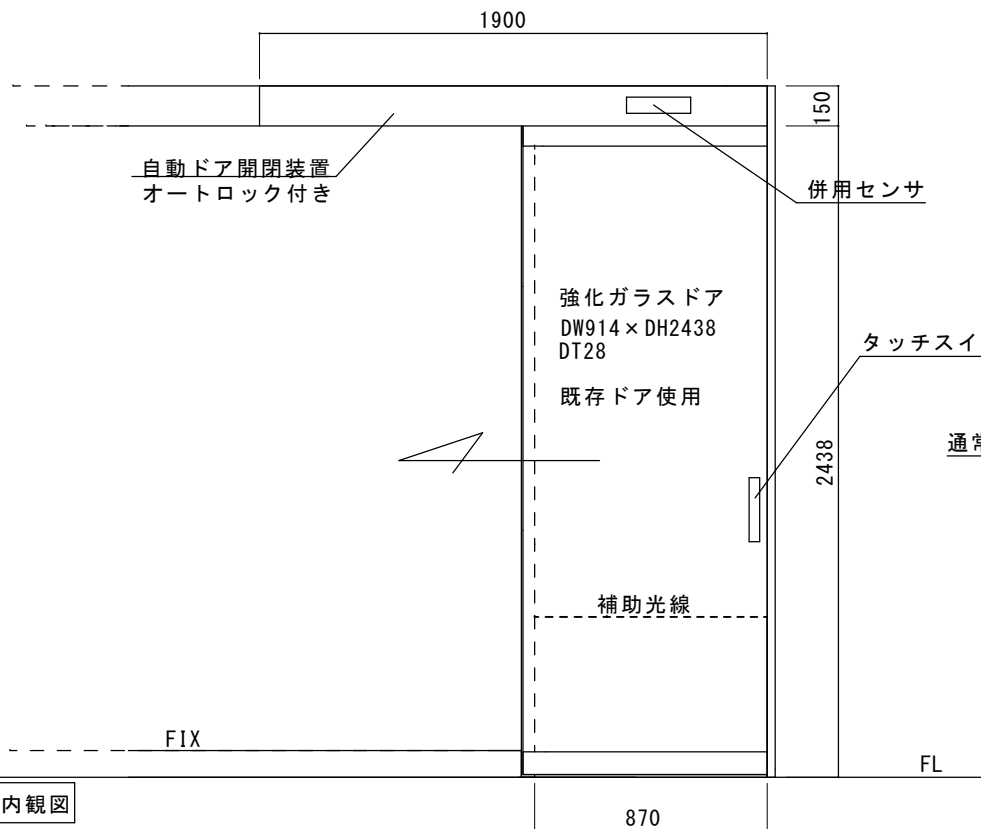 1900
150
自動ドア開閉装置
オートロック付き
併用センサ
強化ガラスドア
DW914×DH2438
DT28
既存ドア使用
タッチスイ
通常
2438
補助光線
FIX
FL
内観図
870